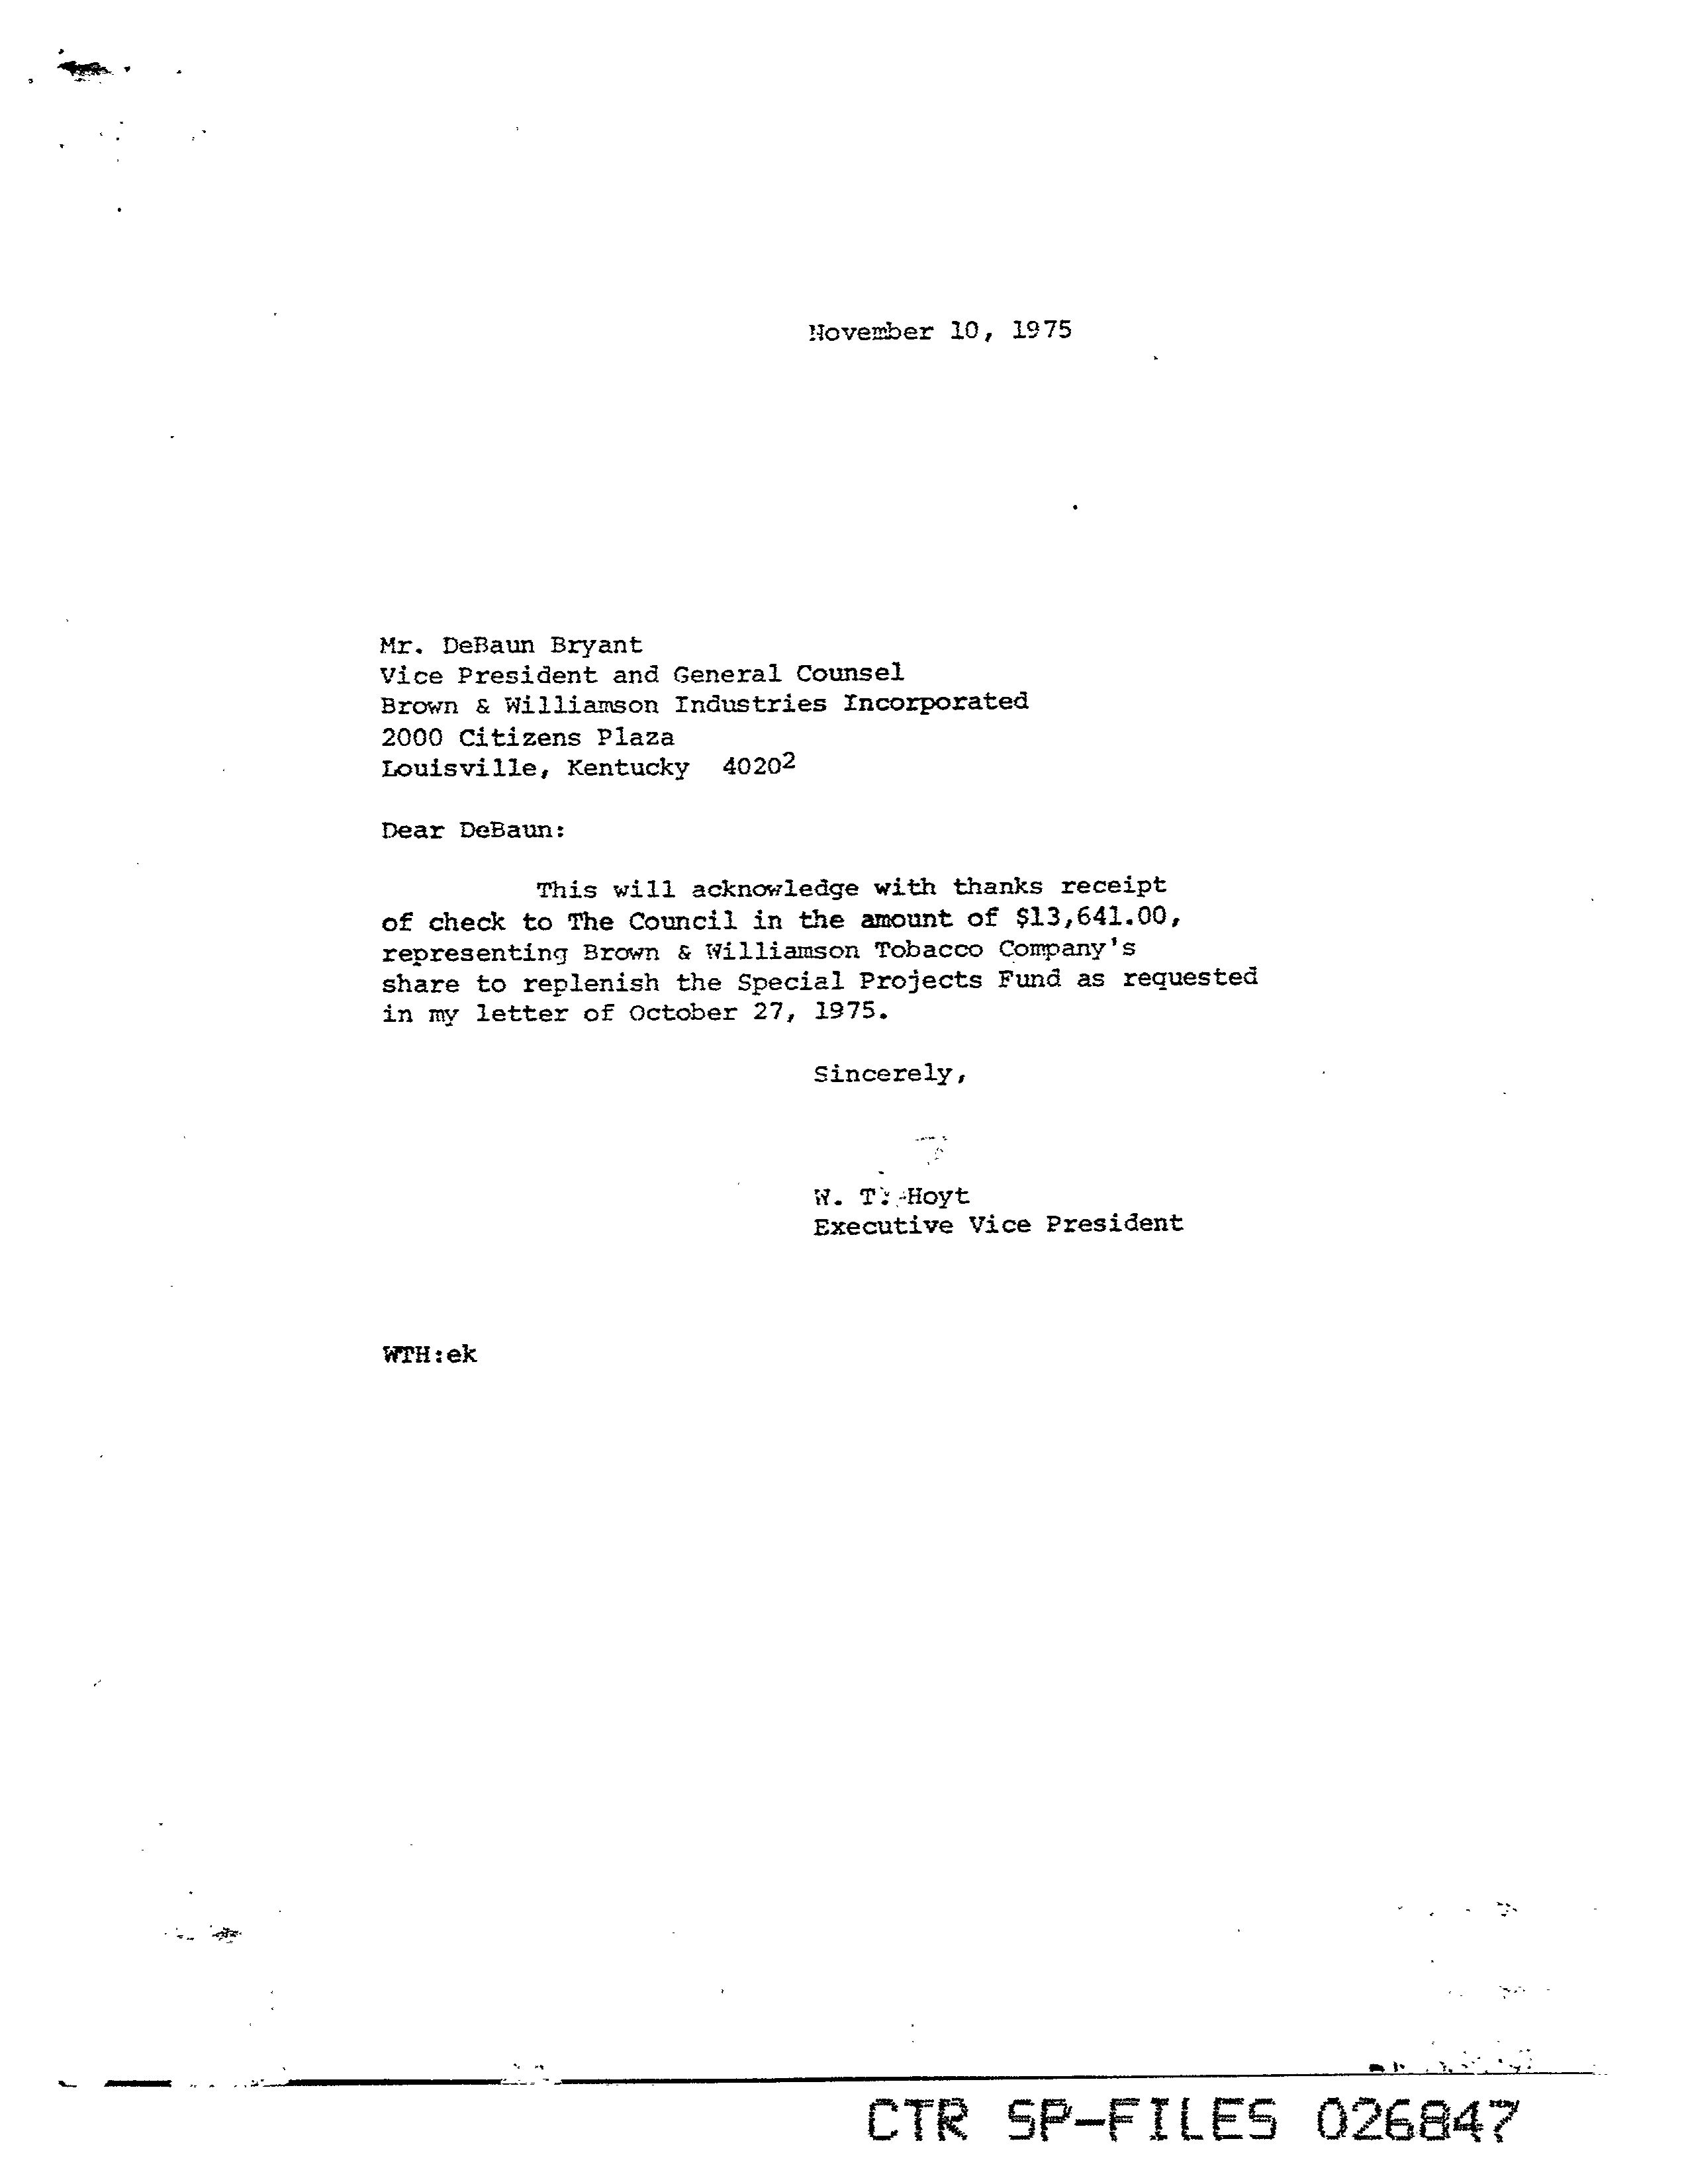 November 10, 1975
Mr. DeBaun Bryant
Vice President and General Counsel
Brown & Williamson Industries Incorporated
2000 Citizens Plaza
Louisville, Kentucky 40202
Dear DeBaun:
This will acknowledge with thanks receipt
of check to The Council in the amount of $13,641.00,
representing Brown & Williamson Tobacco Company's
share to replenish the Special Projects Fund as requested
in my letter of October 27, 1975.
Sincerely,
W. T. Hoyt
Executive Vice President
WTH:ek
CTR SP-FILES 026847